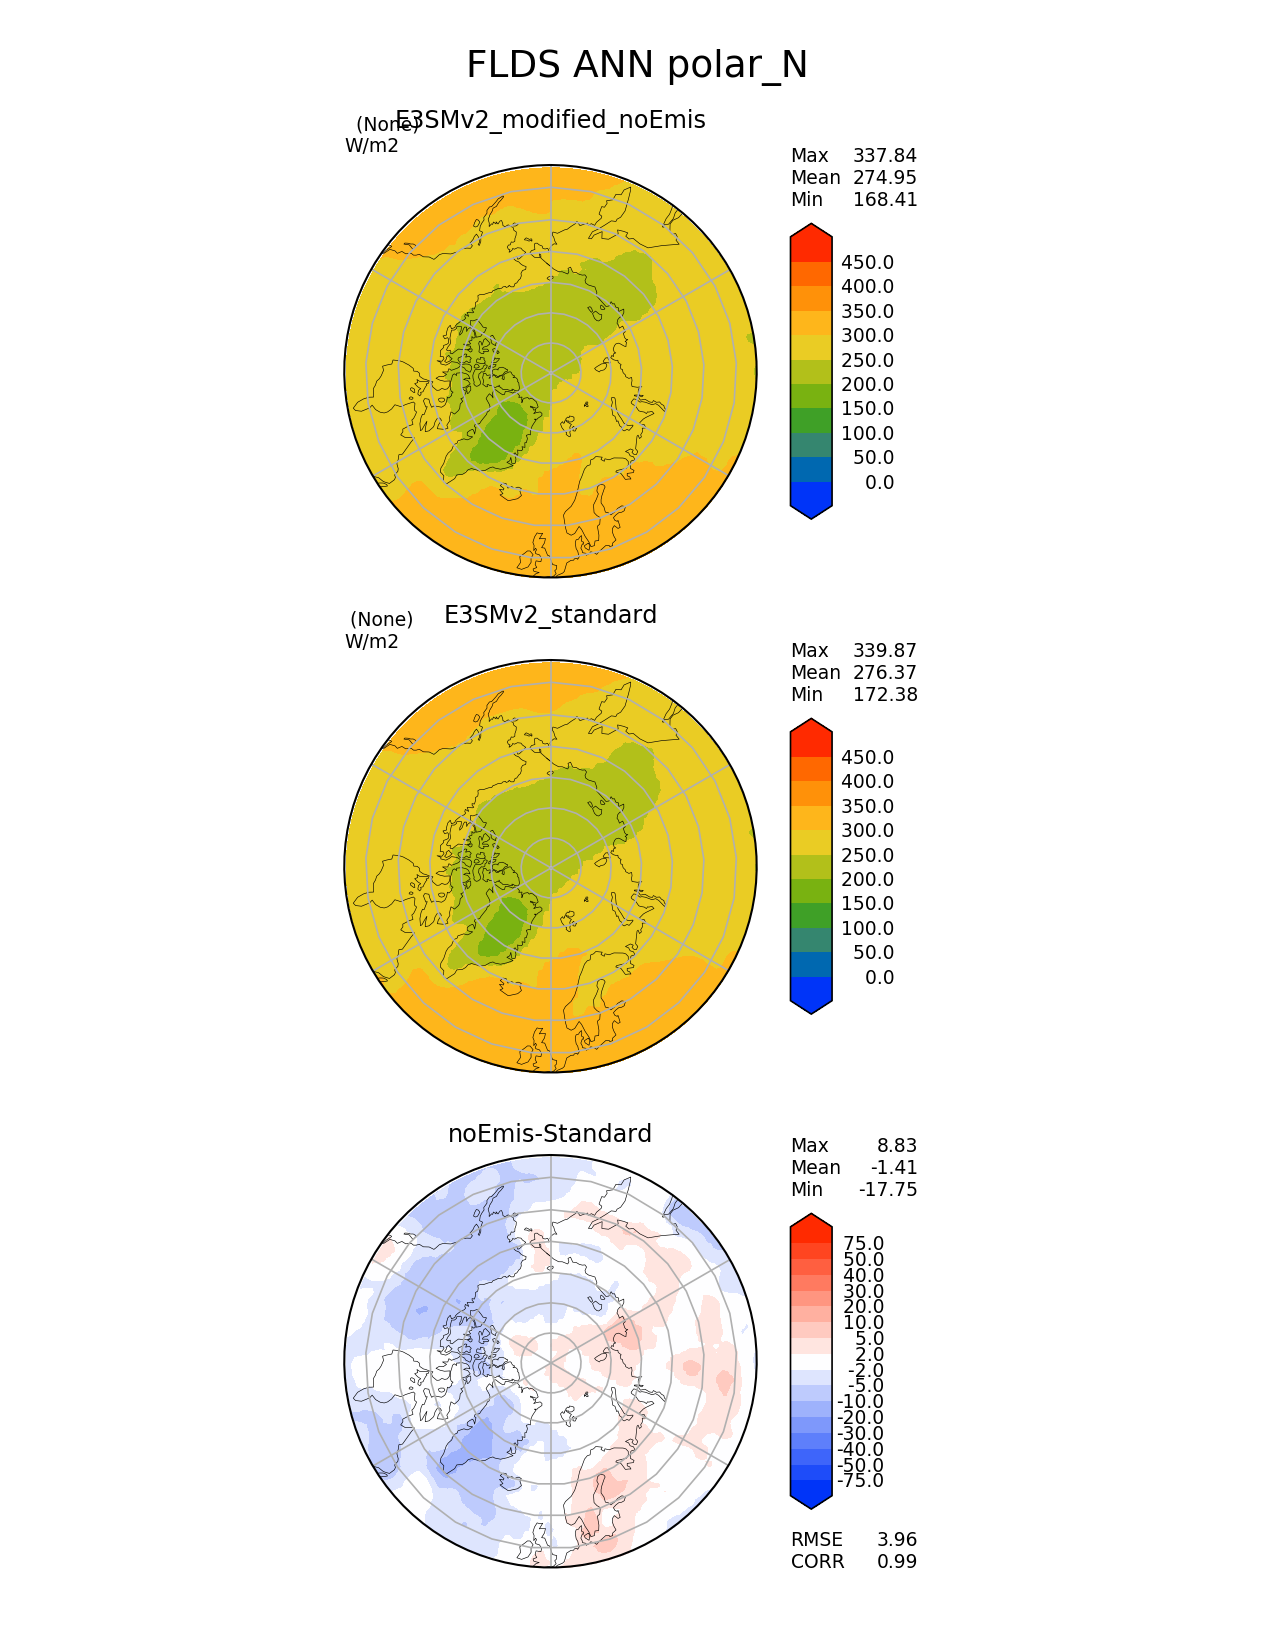 FLDS ANN polar_N
E3SMv2_modified_noEmis
(None)
W/m2
Max 337.84
Mean 274.95
Min 168.41
450.0
400.0
350.0
300.0
250.0
200.0
150.0
100.0
50.0
0.0
E3SMv2_standard
(None)
W/m2
Max 339.87
Mean 276.37
Min 172.38
450.0
400.0
350.0
300.0
250.0
200.0
150.0
100.0
50.0
0.0
noEmis-Standard
Max 8.83
Mean -1.41
Min -17.75
75.0
50.0
40.0
30.0
20.0
10.0
5.0
2.0
-2.0
-5.0
-10.0
-20.0
-30.0
-40.0
-50.0
-75.0
RMSE 3.96
CORR 0.99